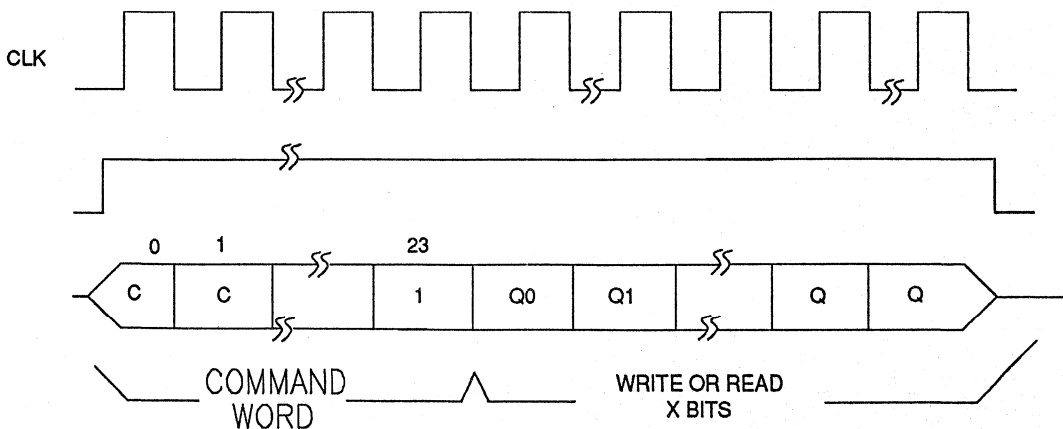 CLK
0 1 23
C C 1 Q0 Q1 Q Q
COMMAND WORD
WRITE OR READ
X BITS